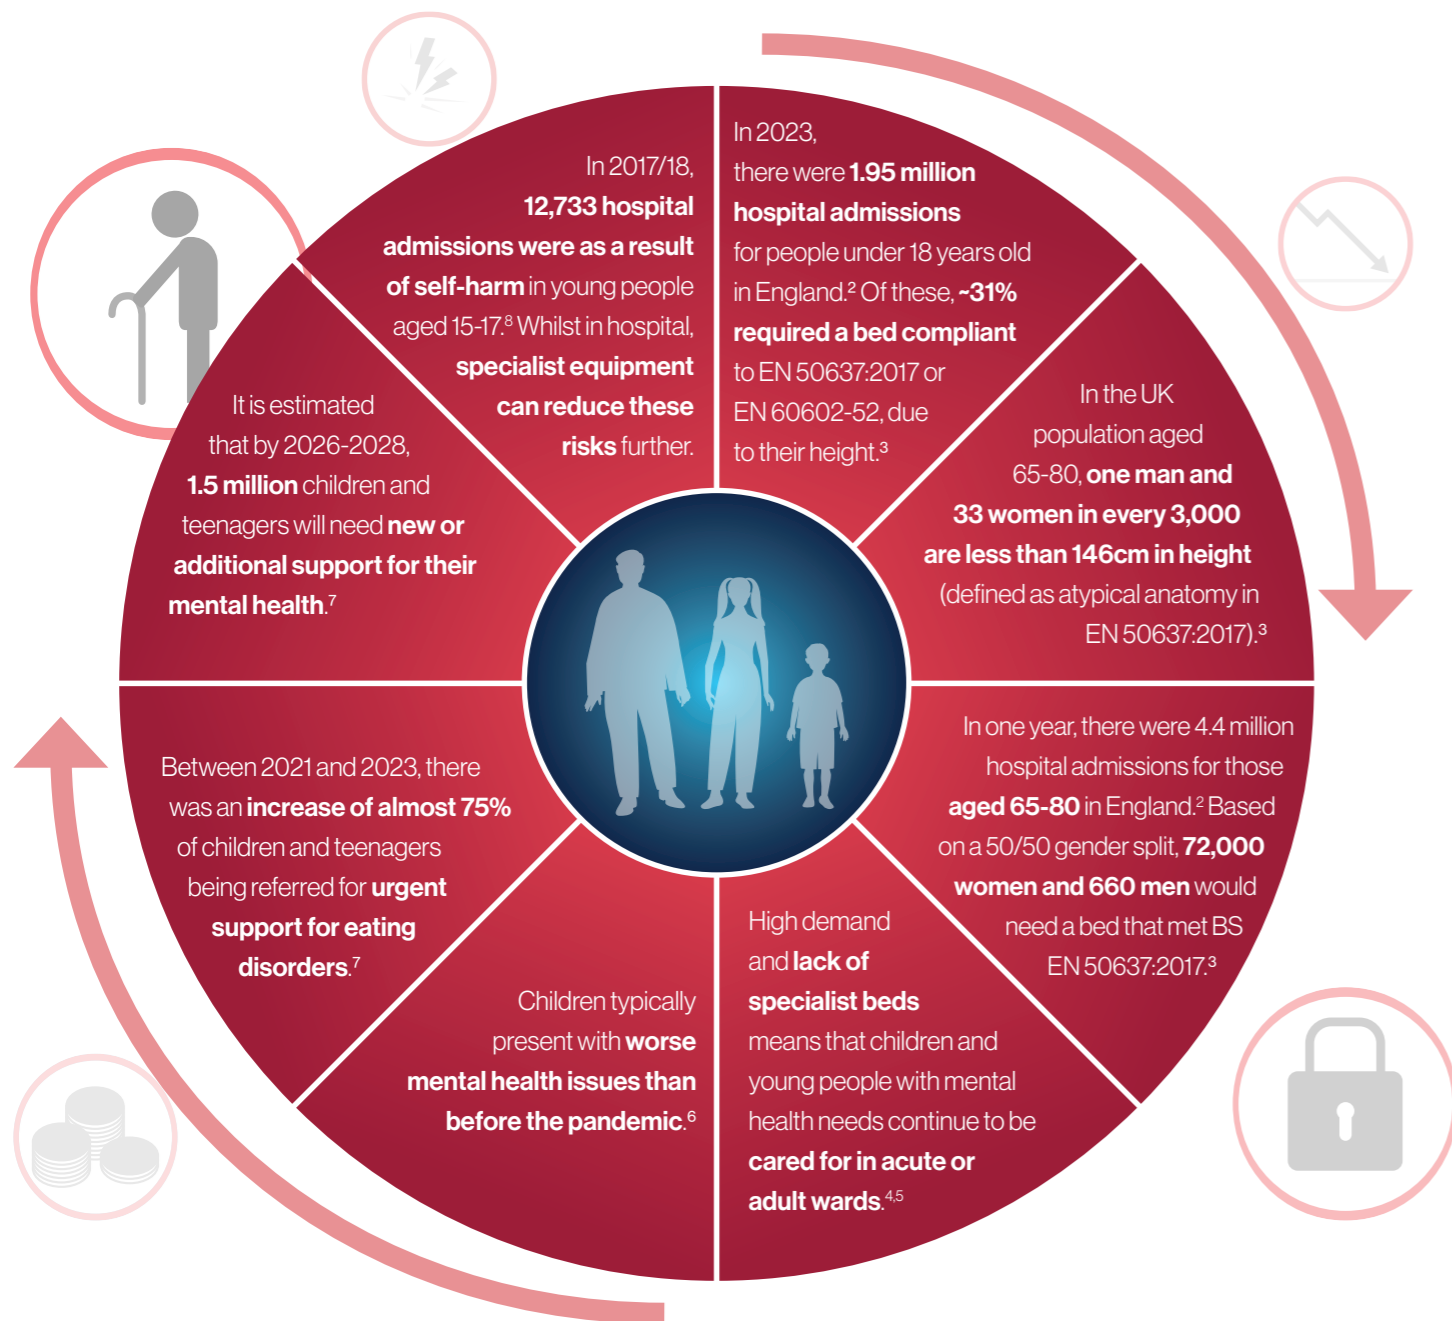 In 2023,
there were 1.95 million
hospital admissions
for people under 18 years old
in England.² Of these, ~31%
required a bed compliant
to EN 50637:2017 or
EN 60602-52, due
to their height.³
In the UK
population aged
65-80, one man and
33 women in every 3,000
are less than 146cm in height
(defined as atypical anatomy in
EN 50637:2017).³
In one year, there were 4.4 million
hospital admissions for those
aged 65-80 in England.² Based
on a 50/50 gender split, 72,000
women and 660 men would
need a bed that met BS
EN 50637:2017.³
High demand
and lack of
specialist beds
means that children and
young people with mental
health needs continue to be
cared for in acute or
adult wards.⁴,⁵
Children typically
present with worse
mental health issues than
before the pandemic.⁶
Between 2021 and 2023, there
was an increase of almost 75%
of children and teenagers
being referred for urgent
support for eating
disorders.⁷
It is estimated
that by 2026-2028,
1.5 million children and
teenagers will need new or
additional support for their
mental health.⁷
In 2017/18,
12,733 hospital
admissions were as a result
of self-harm in young people
aged 15-17.⁸ Whilst in hospital,
specialist equipment
can reduce these
risks further.